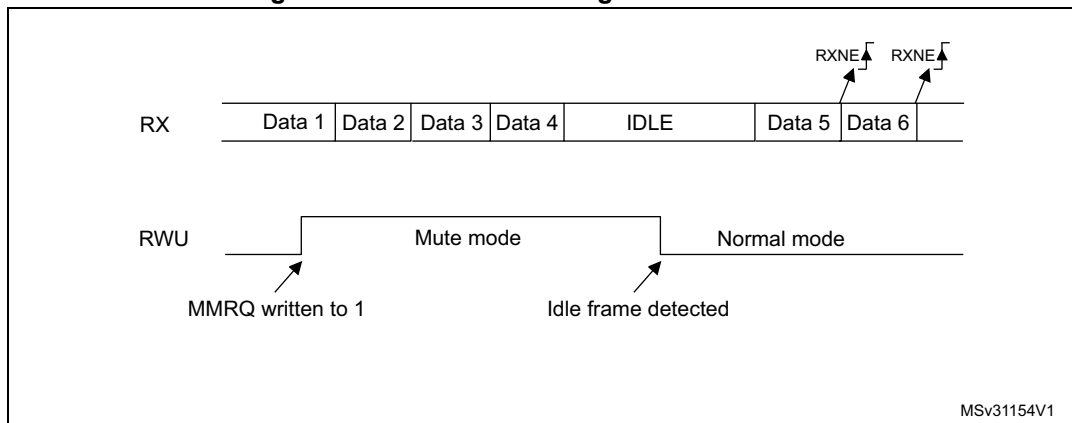 RXNE RXNE
RX Data 1 Data 2 Data 3 Data 4 IDLE Data 5 Data 6
RWU Mute mode Normal mode
MMRQ written to 1 Idle frame detected
MSv31154V1